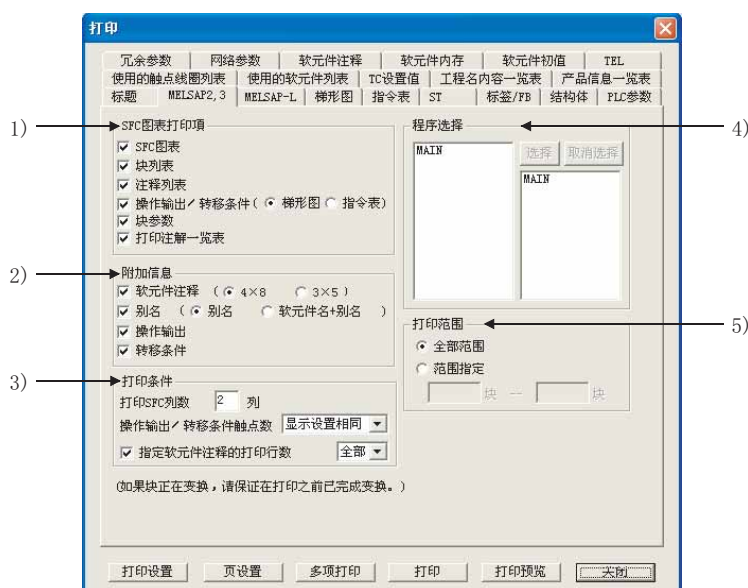 打印
冗余参数 网络参数 软元件注释 软元件内存 软元件初值 TEL
使用的触点线圈列表 使用的软元件列表 TC设置值 工程名内容一览表 产品信息一览表
标题 MELSAP2,3 MELSAP-L 梯形图 指令表 ST 标签/FB 结构体 PLC参数
1)
SFC图表打印项
SFC图表
块列表
注释列表
操作输出/转移条件( 梯形图 指令表)
块参数
打印注解一览表
2)
附加信息
软元件注释 ( 4×8 3×5 )
别名 ( 别名 软元件名+别名 )
操作输出
转移条件
3)
打印条件
打印SFC列数 2 列
操作输出/转移条件触点数 显示设置相同
指定软元件注释的打印行数 全部
(如果块正在变换,请保证在打印之前已完成变换。)
程序选择
4)
MAIN
选择 取消选择
MAIN
打印范围
5)
全部范围
范围指定
块 -- 块
打印设置 页设置 多项打印 打印 打印预览 关闭